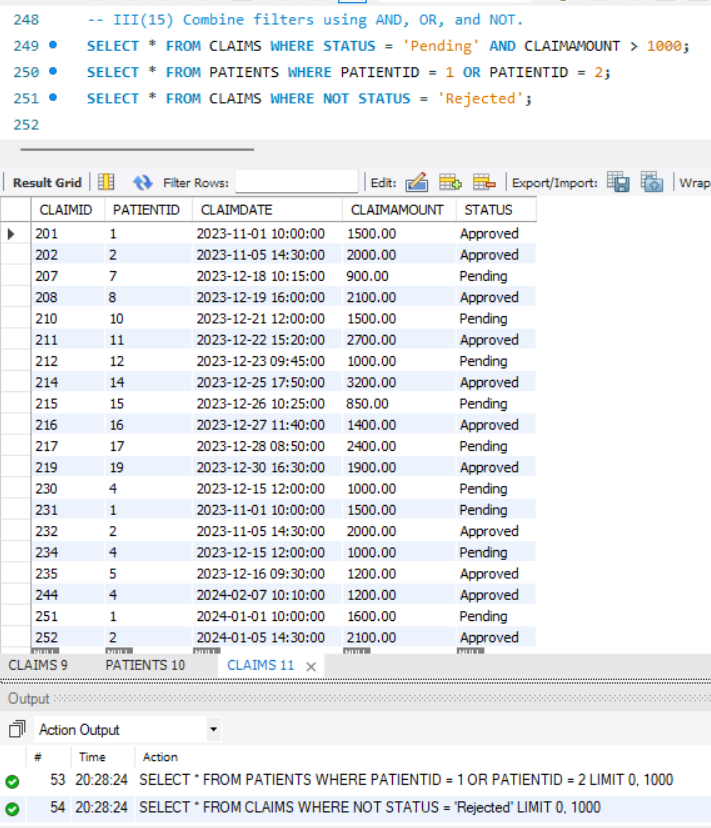 248 -- III(15) Combine filters using AND, OR, and NOT.
249 SELECT * FROM CLAIMS WHERE STATUS = 'Pending' AND CLAIMAMOUNT > 1000;
250 SELECT * FROM PATIENTS WHERE PATIENTID = 1 OR PATIENTID = 2;
251 SELECT * FROM CLAIMS WHERE NOT STATUS = 'Rejected';
252
Result Grid Filter Rows: Edit: Export/Import: Wrap
CLAIMID PATIENTID CLAIMDATE CLAIMAMOUNT STATUS
201 1 2023-11-01 10:00:00 1500.00 Approved
202 2 2023-11-05 14:30:00 2000.00 Approved
207 7 2023-12-18 10:15:00 900.00 Pending
208 8 2023-12-19 16:00:00 2100.00 Approved
210 10 2023-12-21 12:00:00 1500.00 Pending
211 11 2023-12-22 15:20:00 2700.00 Approved
212 12 2023-12-23 09:45:00 1000.00 Pending
214 14 2023-12-25 17:50:00 3200.00 Approved
215 15 2023-12-26 10:25:00 850.00 Pending
216 16 2023-12-27 11:40:00 1400.00 Approved
217 17 2023-12-28 08:50:00 2400.00 Pending
219 19 2023-12-30 16:30:00 1900.00 Approved
230 4 2023-12-15 12:00:00 1000.00 Pending
231 1 2023-11-01 10:00:00 1500.00 Pending
232 2 2023-11-05 14:30:00 2000.00 Approved
234 4 2023-12-15 12:00:00 1000.00 Pending
235 5 2023-12-16 09:30:00 1200.00 Approved
244 4 2024-02-07 10:10:00 1200.00 Approved
251 1 2024-01-01 10:00:00 1600.00 Pending
252 2 2024-01-05 14:30:00 2100.00 Approved
NULL NULL NULL NULL NULL
CLAIMS 9 PATIENTS 10 CLAIMS 11
Output
Action Output
# Time Action
53 20:28:24 SELECT * FROM PATIENTS WHERE PATIENTID = 1 OR PATIENTID = 2 LIMIT 0, 1000
54 20:28:24 SELECT * FROM CLAIMS WHERE NOT STATUS = 'Rejected' LIMIT 0, 1000